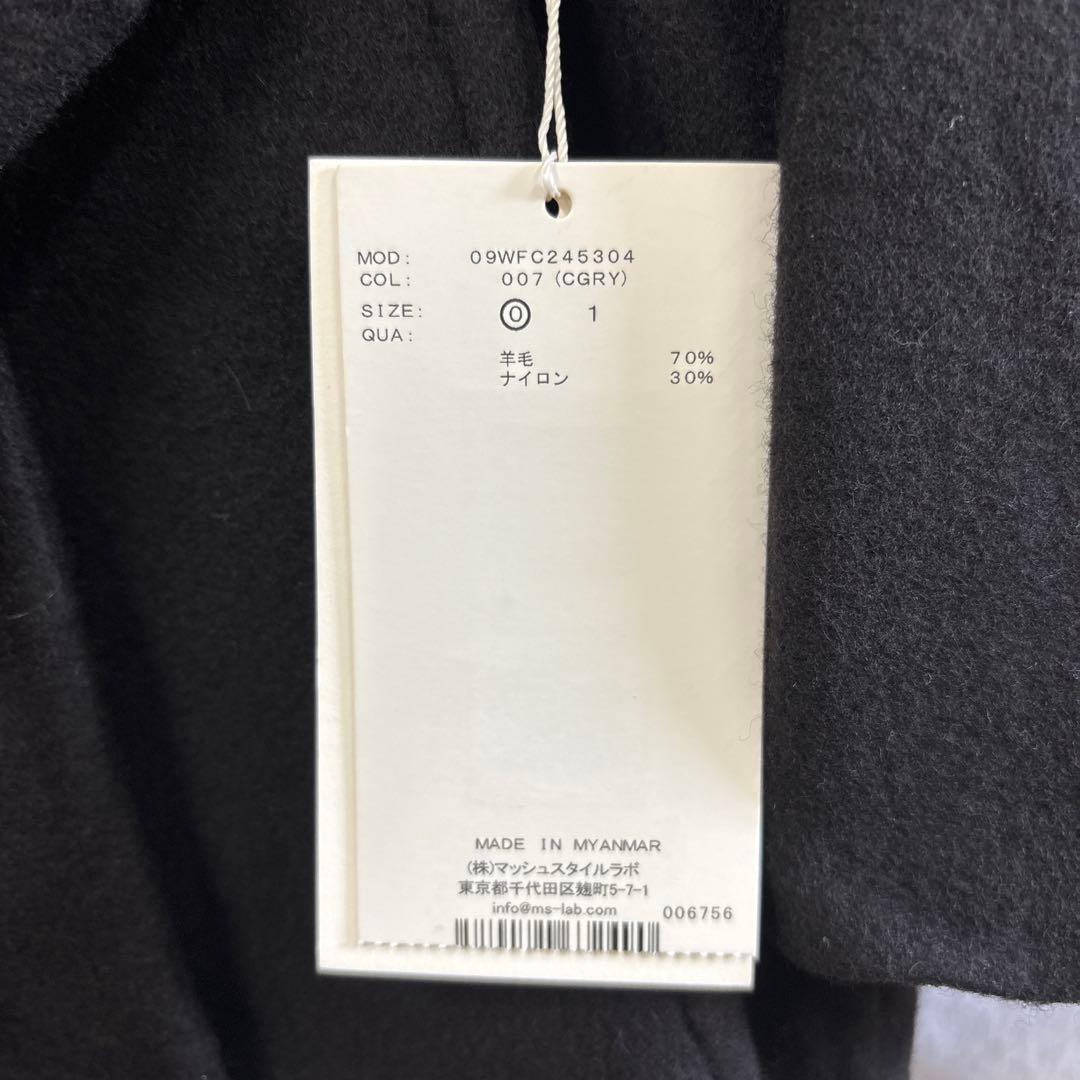 MOD: 09WFC245304
COL: 007 (CGRY)
SIZE: 0 1
QUA:
羊毛 70%
ナイロン 30%
MADE IN MYANMAR
(株)マッシュスタイルラボ
東京都千代田区麹町5-7-1
info@ms-lab.com 006756